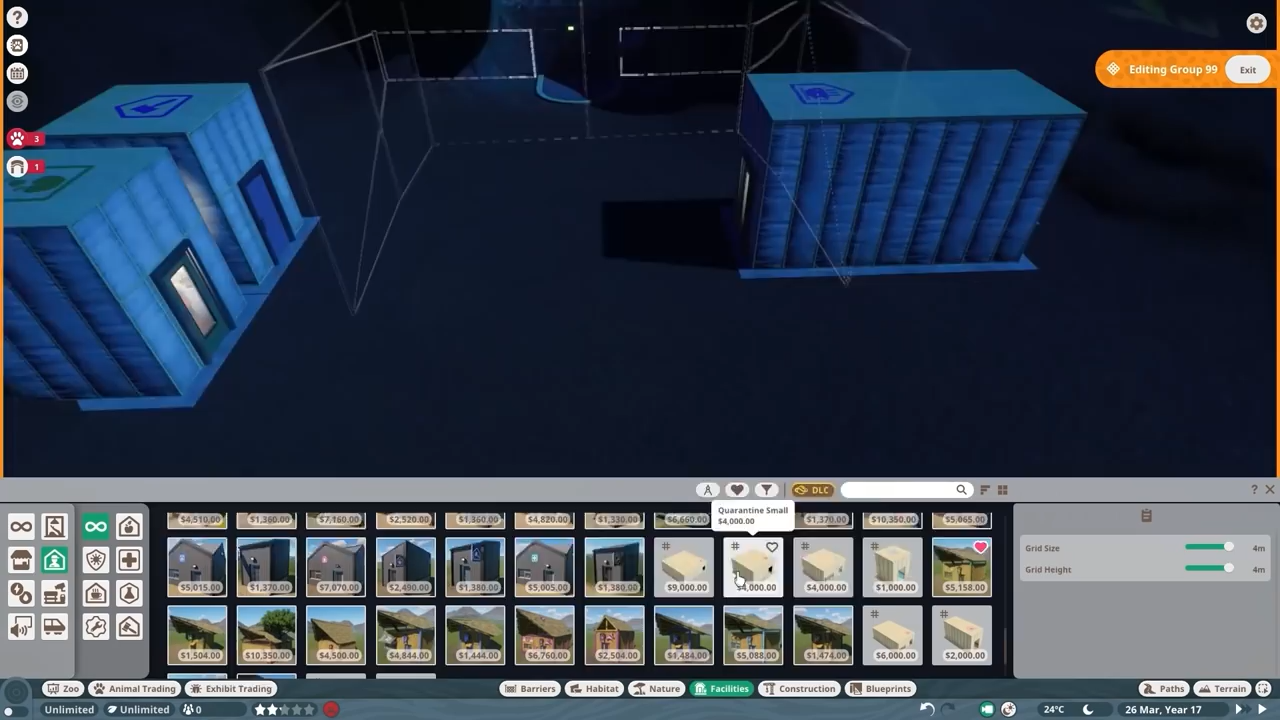 ?
Editing Group 99
Exit
3
1
DLC
?
Quarantine Small
$4,000.00
$4,510.00
$1,360.00
$7,160.00
$2,520.00
$1,360.00
$4,820.00
$1,330.00
$6,660.00
$1,370.00
$10,350.00
$5,065.00
$5,015.00
$1,370.00
$7,070.00
$2,490.00
$1,380.00
$5,005.00
$1,380.00
$9,000.00
$4,000.00
$4,000.00
$1,000.00
$5,158.00
$1,504.00
$10,350.00
$4,500.00
$4,844.00
$1,444.00
$6,760.00
$2,504.00
$1,484.00
$5,088.00
$1,474.00
$6,000.00
$2,000.00
Grid Size 4m
Grid Height 4m
Zoo
Animal Trading
Exhibit Trading
Barriers
Habitat
Nature
Facilities
Construction
Blueprints
Paths
Terrain
Unlimited
Unlimited
0
24°C
26 Mar, Year 17